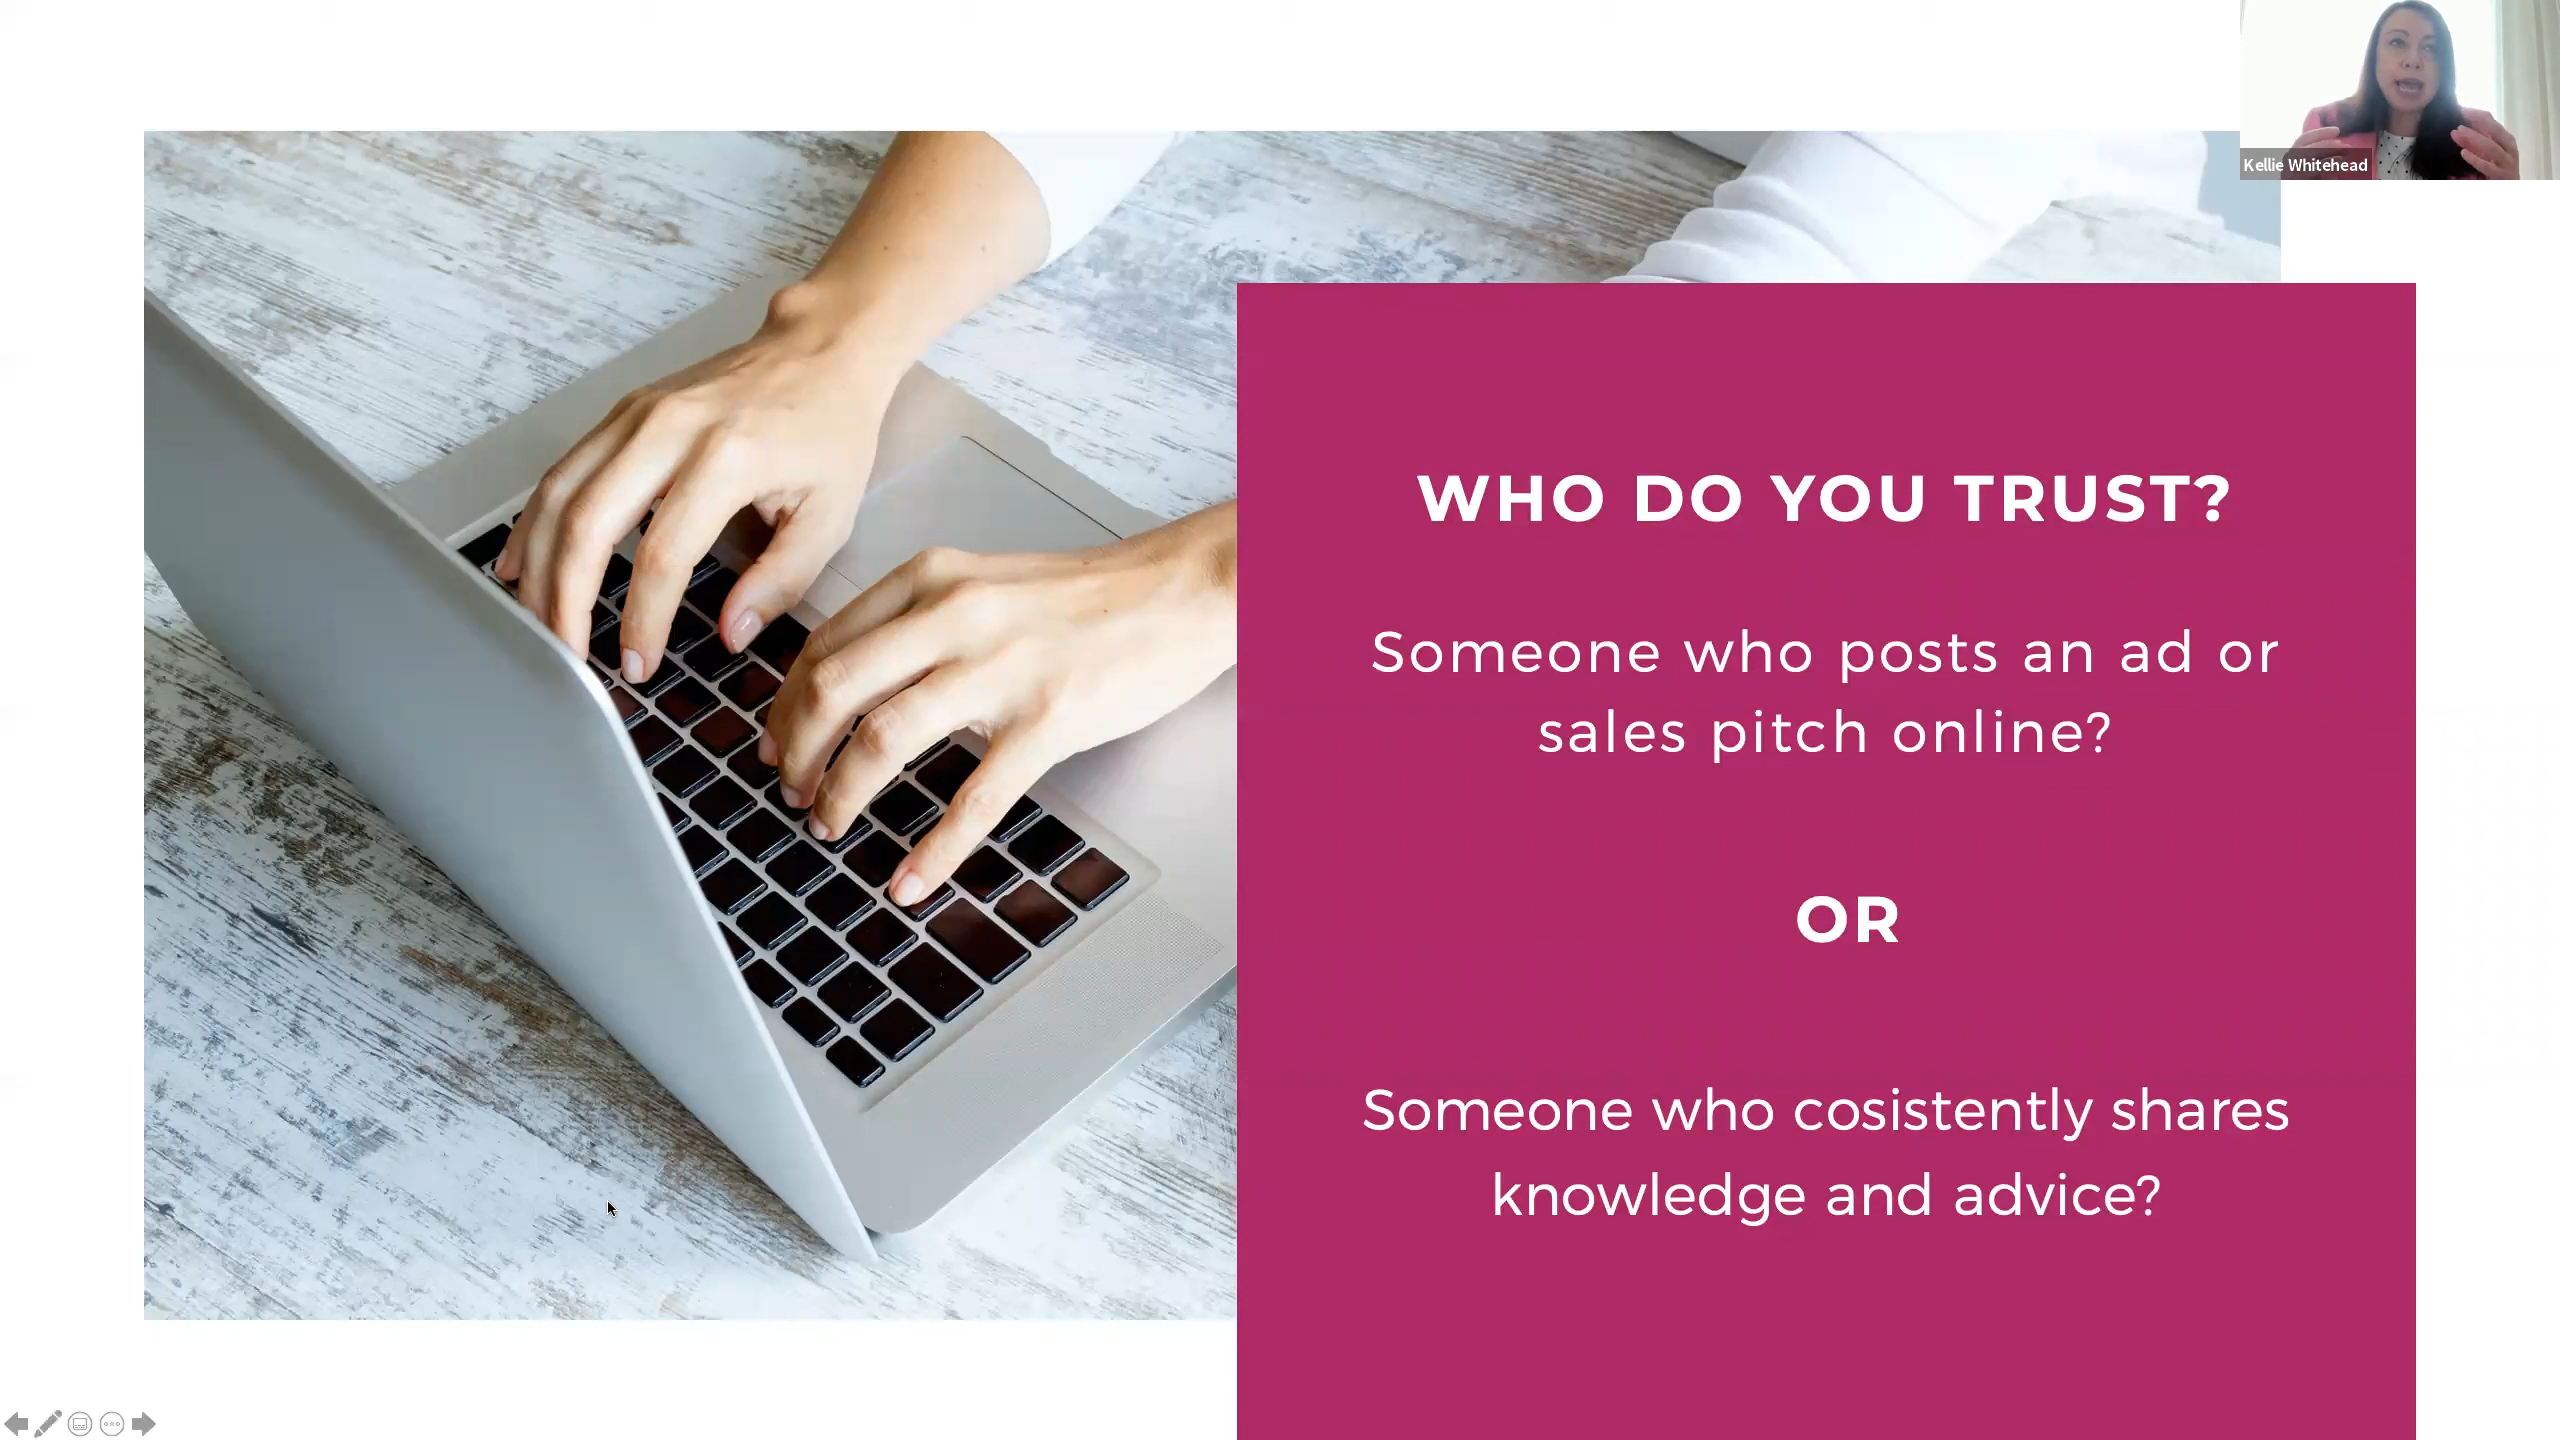 Kellie Whitehead
WHO DO YOU TRUST?
Someone who posts an ad or
sales pitch online?
OR
Someone who cosistently shares
knowledge and advice?